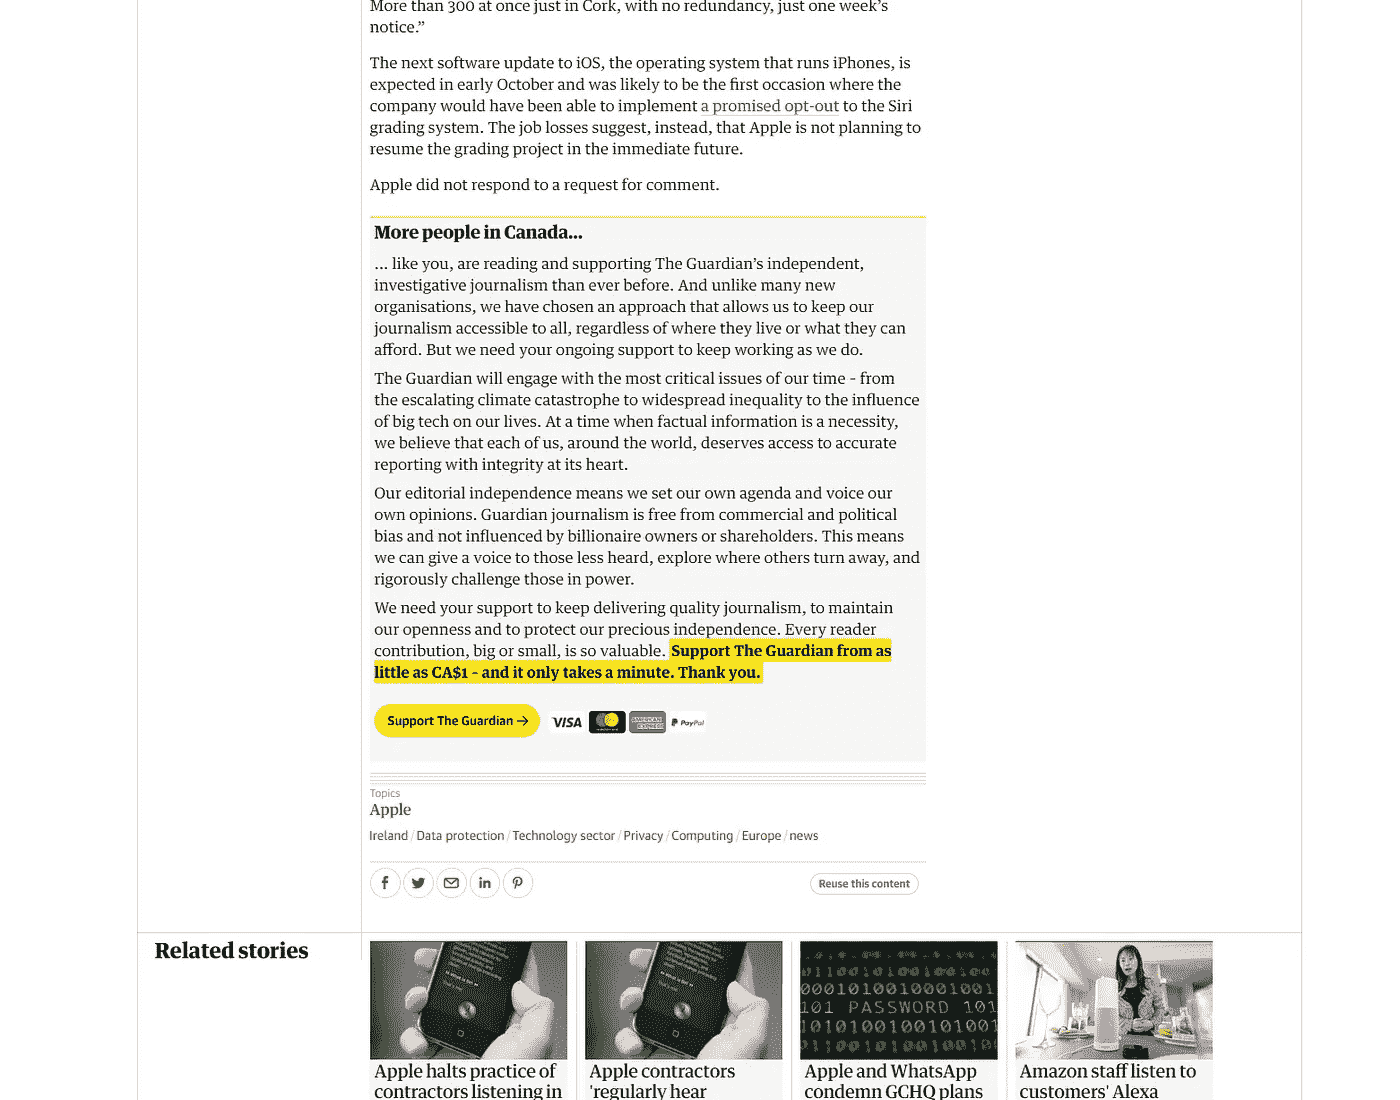 More than 300 at once just in Cork, with no redundancy, just one week’s
notice.”
The next software update to iOS, the operating system that runs iPhones, is
expected in early October and was likely to be the first occasion where the
company would have been able to implement a promised opt-out to the Siri
grading system. The job losses suggest, instead, that Apple is not planning to
resume the grading project in the immediate future.
Apple did not respond to a request for comment.
More people in Canada...
... like you, are reading and supporting The Guardian’s independent,
investigative journalism than ever before. And unlike many new
organisations, we have chosen an approach that allows us to keep our
journalism accessible to all, regardless of where they live or what they can
afford. But we need your ongoing support to keep working as we do.
The Guardian will engage with the most critical issues of our time – from
the escalating climate catastrophe to widespread inequality to the influence
of big tech on our lives. At a time when factual information is a necessity,
we believe that each of us, around the world, deserves access to accurate
reporting with integrity at its heart.
Our editorial independence means we set our own agenda and voice our
own opinions. Guardian journalism is free from commercial and political
bias and not influenced by billionaire owners or shareholders. This means
we can give a voice to those less heard, explore where others turn away, and
rigorously challenge those in power.
We need your support to keep delivering quality journalism, to maintain
our openness and to protect our precious independence. Every reader
contribution, big or small, is so valuable. Support The Guardian from as
little as CA$1 – and it only takes a minute. Thank you.
Support The Guardian → VISA AMERICAN EXPRESS PayPal
Topics
Apple
Ireland / Data protection / Technology sector / Privacy / Computing / Europe / news
Reuse this content
Related stories
000101001001001
101 PASSWORD 101
10101001001001
Apple halts practice of
contractors listening in
Apple contractors
'regularly hear
Apple and WhatsApp
condemn GCHQ plans
Amazon staff listen to
customers' Alexa